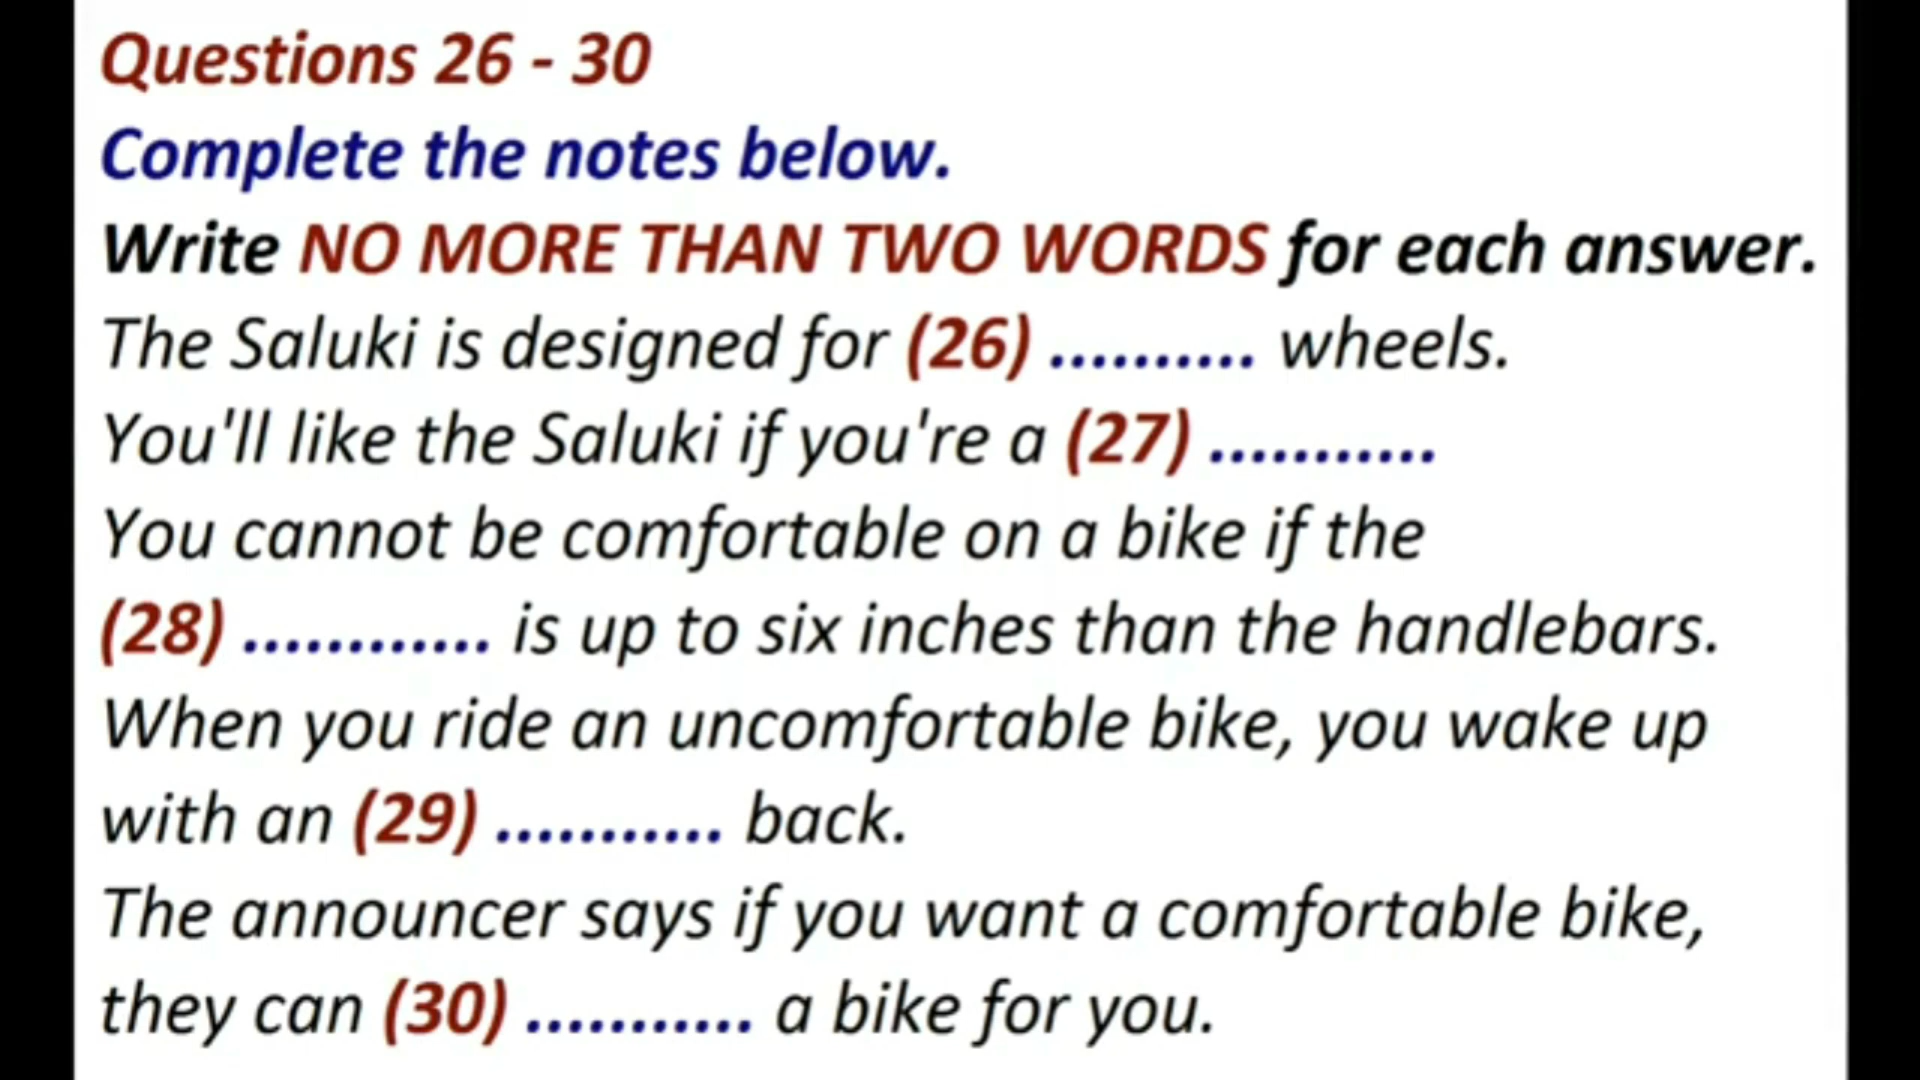 Questions 26 - 30
Complete the notes below.
Write NO MORE THAN TWO WORDS for each answer.
The Saluki is designed for (26) .......... wheels.
You'll like the Saluki if you're a (27) ...........
You cannot be comfortable on a bike if the
(28) ............ is up to six inches than the handlebars.
When you ride an uncomfortable bike, you wake up
with an (29) ........... back.
The announcer says if you want a comfortable bike,
they can (30) ........... a bike for you.